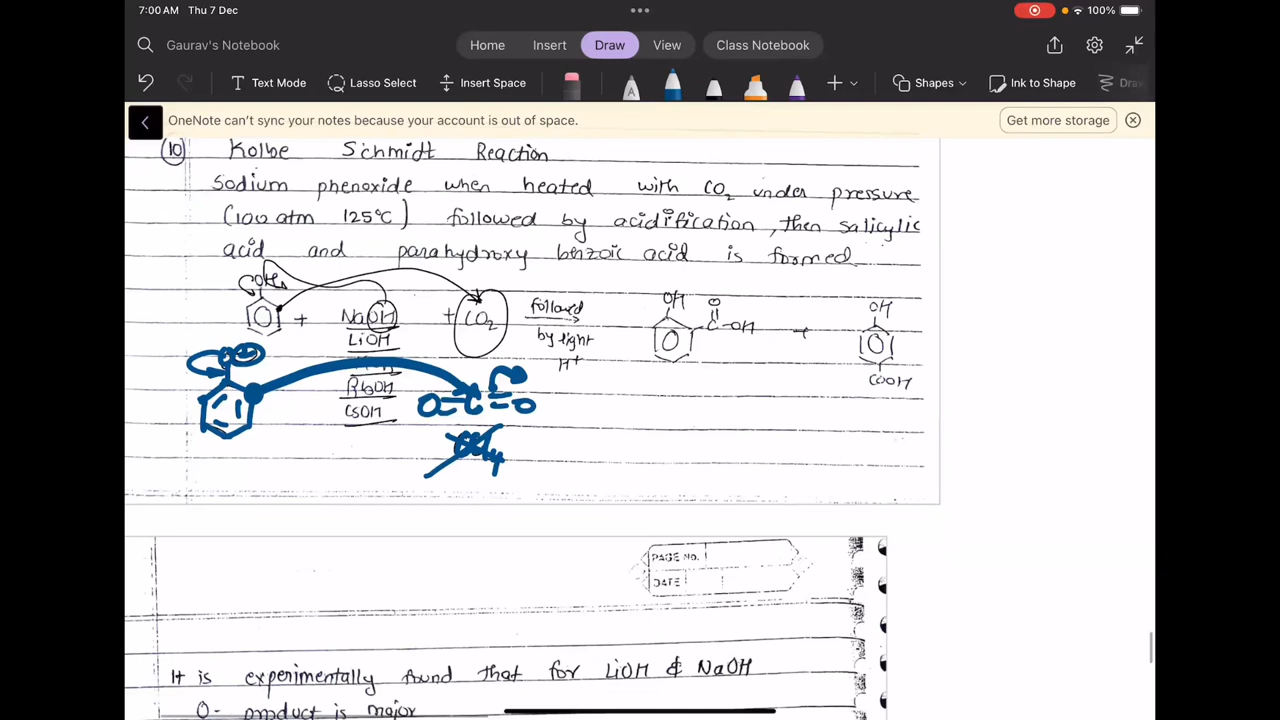 7:00 AM Thu 7 Dec
100%
Gaurav's Notebook
Home Insert Draw View Class Notebook
Text Mode Lasso Select Insert Space Shapes Ink to Shape Dra
OneNote can't sync your notes because your account is out of space. Get more storage
(10) Kolbe Schmidt Reaction
Sodium phenoxide when heated with CO2 under pressure
(100 atm 125°C) followed by acidification, then salicylic
acid and parahydroxy benzoic acid is formed
+ NaOH + CO2 followed OH O C-OH + OH
LiOH by light
H+
RbOH COOH
CsOH O=C=O
PAGE NO.
DATE
It is experimentally found that for LiOH & NaOH
O- product is major